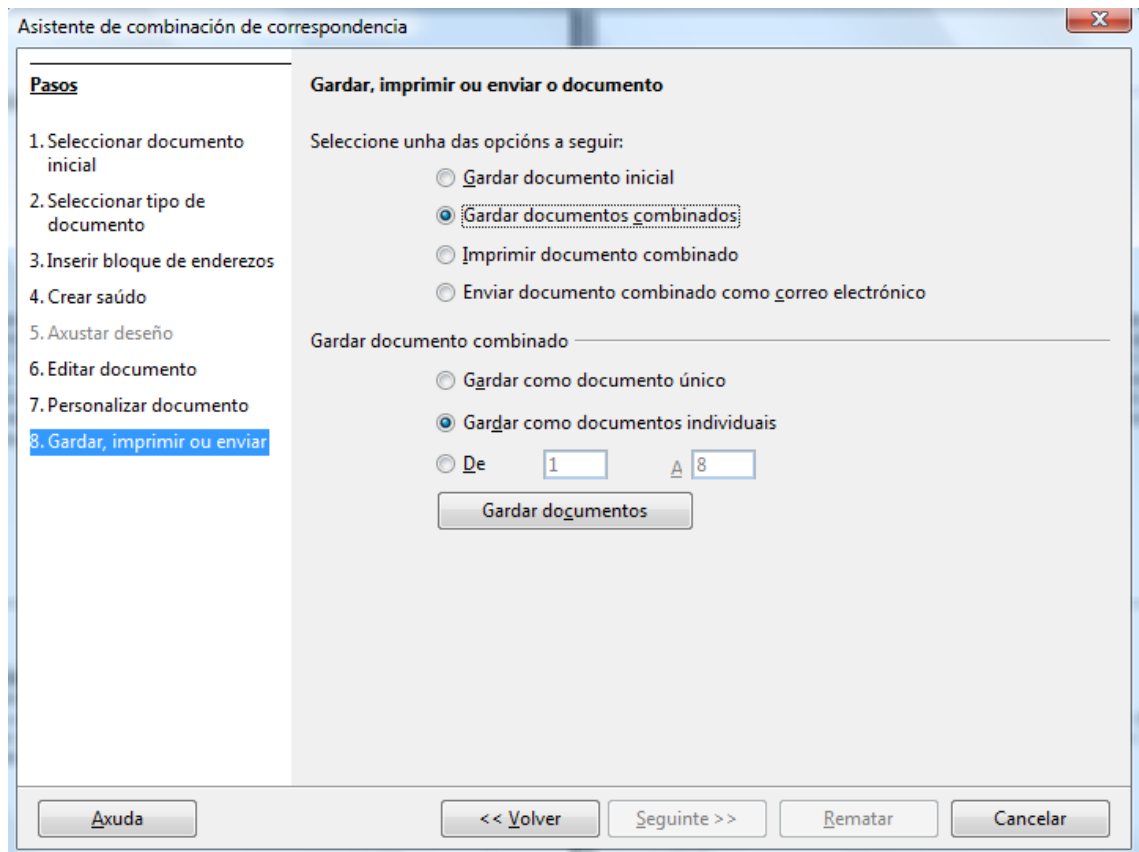 Asistente de combinación de correspondencia
Pasos
1. Seleccionar documento
inicial
2. Seleccionar tipo de
documento
3. Inserir bloque de enderezos
4. Crear saúdo
5. Axustar deseño
6. Editar documento
7. Personalizar documento
8. Gardar, imprimir ou enviar
Gardar, imprimir ou enviar o documento
Seleccione unha das opcións a seguir:
Gardar documento inicial
Gardar documentos combinados
Imprimir documento combinado
Enviar documento combinado como correo electrónico
Gardar documento combinado
Gardar como documento único
Gardar como documentos individuais
De 1 A 8
Gardar documentos
Axuda << Volver Seguinte >> Rematar Cancelar